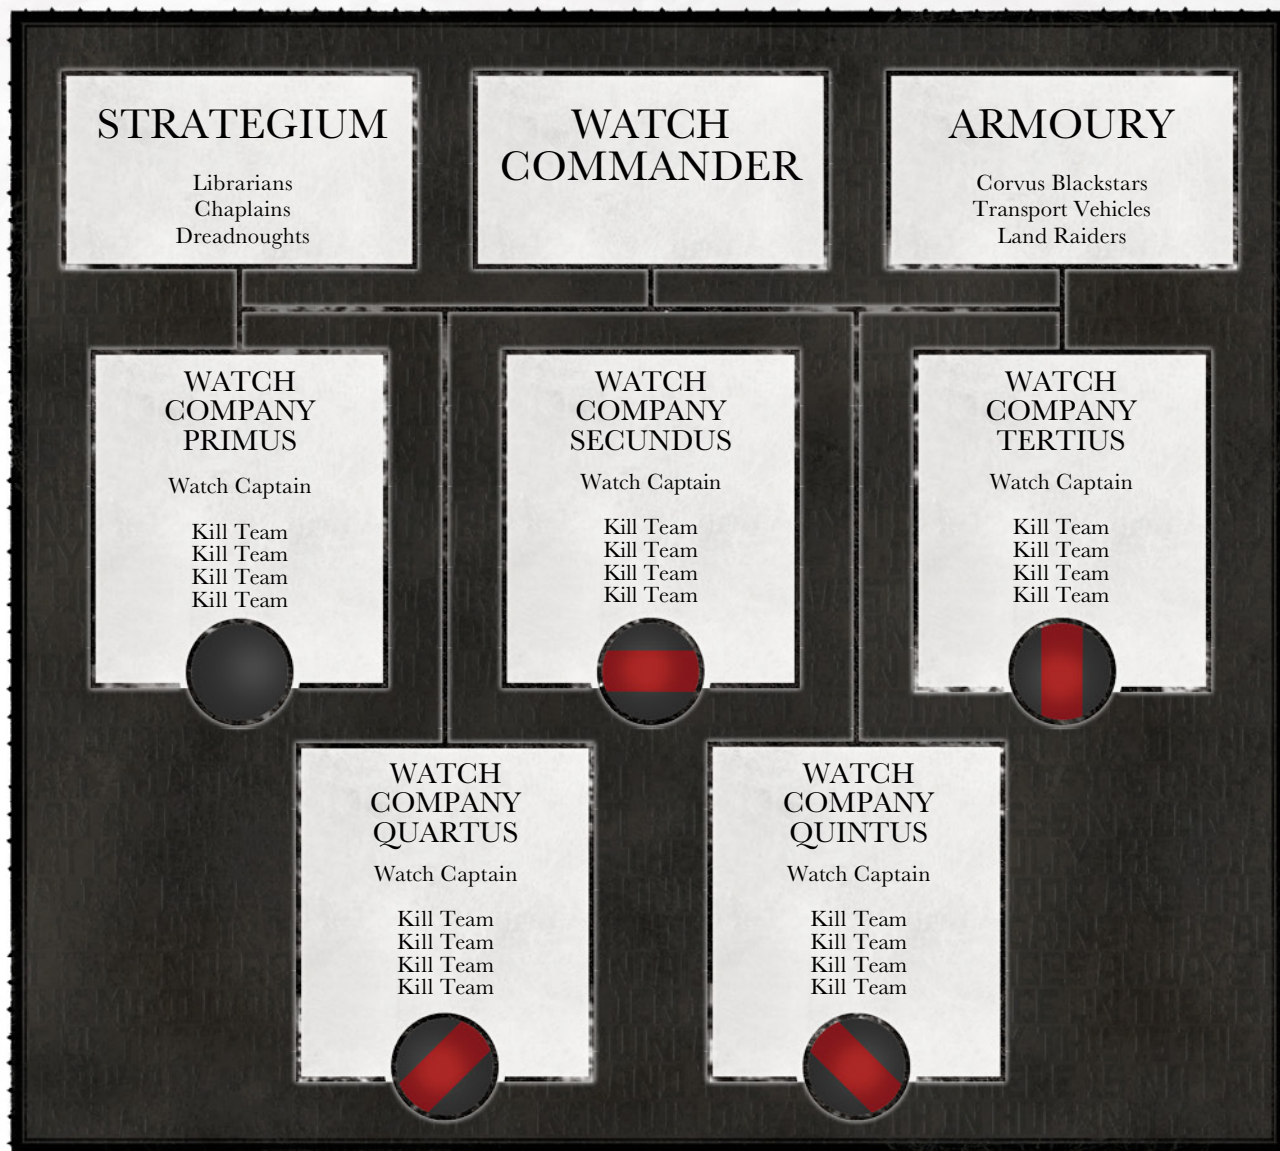 STRATEGIUM
Librarians
Chaplains
Dreadnoughts
WATCH
COMMANDER
ARMOURY
Corvus Blackstars
Transport Vehicles
Land Raiders
WATCH
COMPANY
PRIMUS
Watch Captain
Kill Team
Kill Team
Kill Team
Kill Team
WATCH
COMPANY
SECUNDUS
Watch Captain
Kill Team
Kill Team
Kill Team
Kill Team
WATCH
COMPANY
TERTIUS
Watch Captain
Kill Team
Kill Team
Kill Team
Kill Team
WATCH
COMPANY
QUARTUS
Watch Captain
Kill Team
Kill Team
Kill Team
Kill Team
WATCH
COMPANY
QUINTUS
Watch Captain
Kill Team
Kill Team
Kill Team
Kill Team